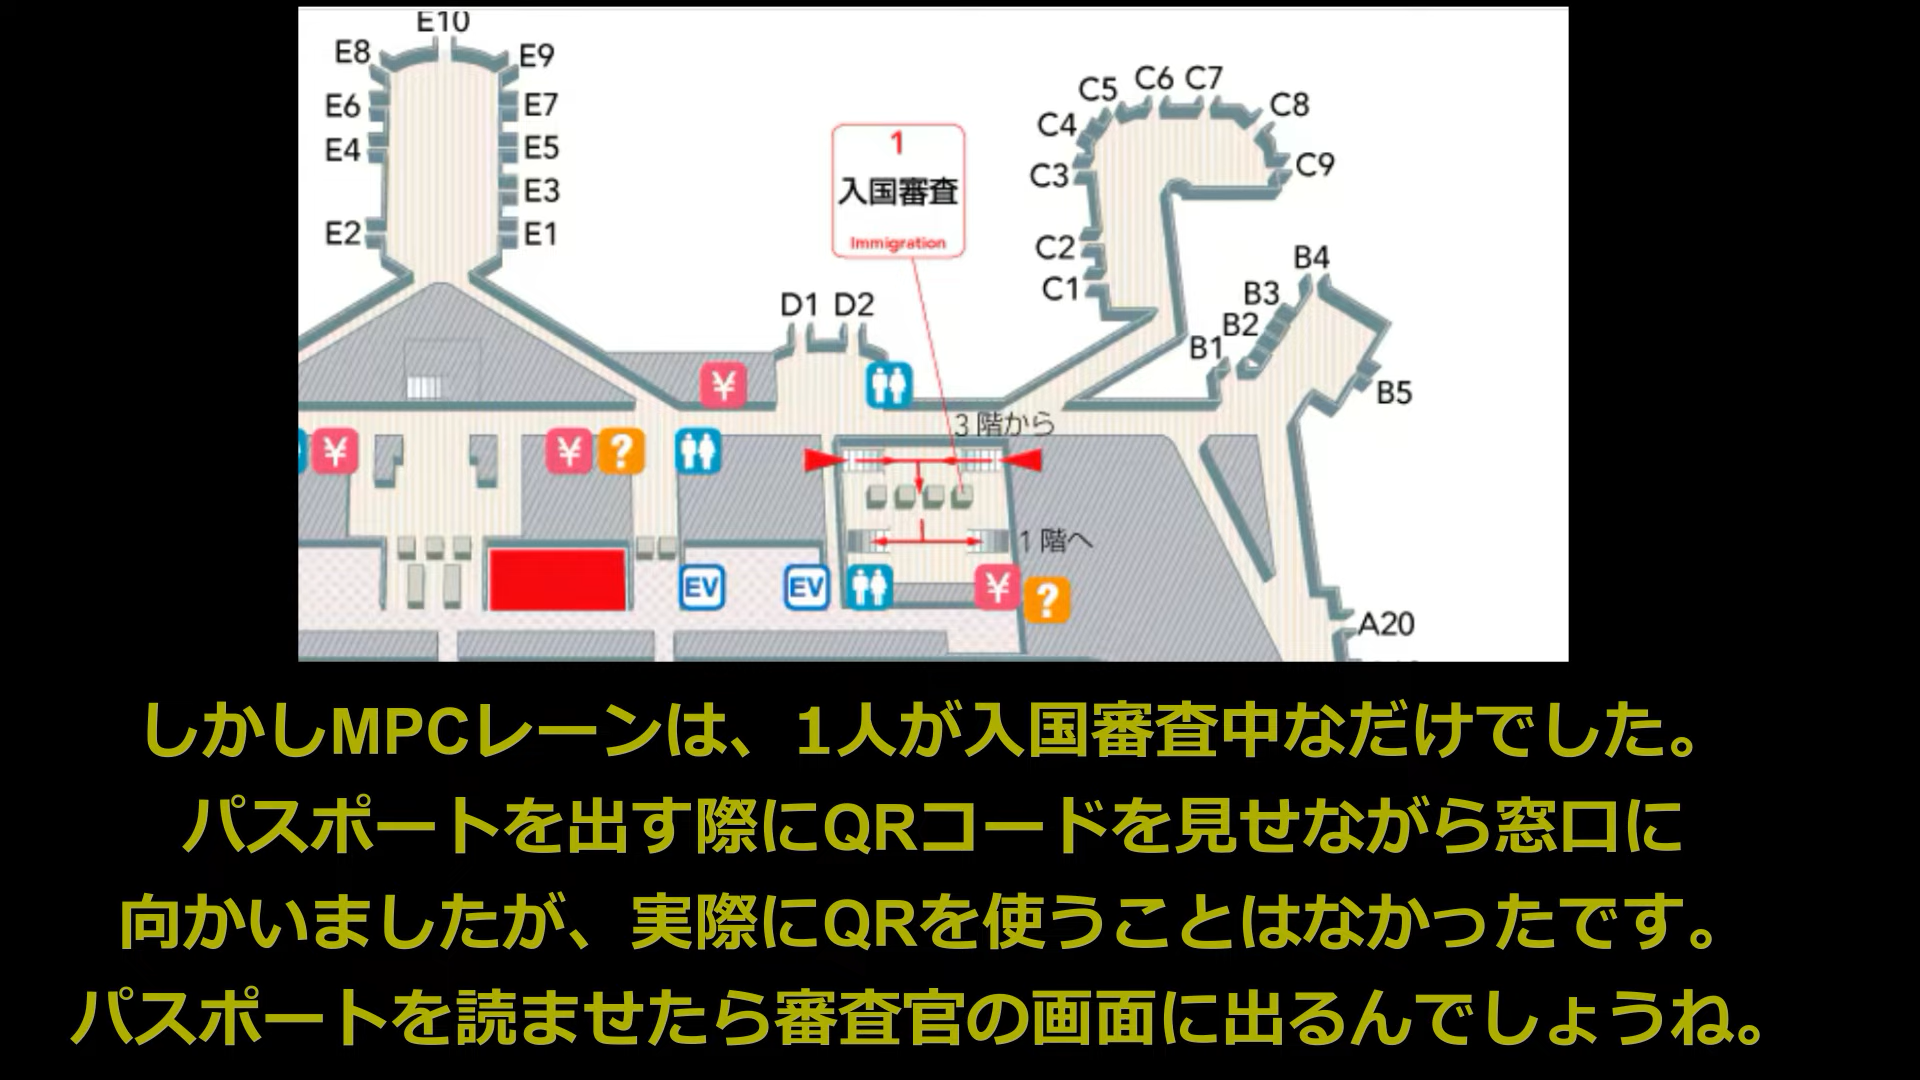 E10
E8
E9
E6
E7
E4
E5
E3
E2
E1
1
入国審査
Immigration
C5
C6
C7
C4
C8
C3
C9
C2
C1
D1
D2
B4
B3
B2
B1
B5
¥
3階から
¥
¥
?
1階へ
EV
EV
¥
?
A20
しかしMPCレーンは、1人が入国審査中なだけでした。
パスポートを出す際にQRコードを見せながら窓口に
向かいましたが、実際にQRを使うことはなかったです。
パスポートを読ませたら審査官の画面に出るんでしょうね。